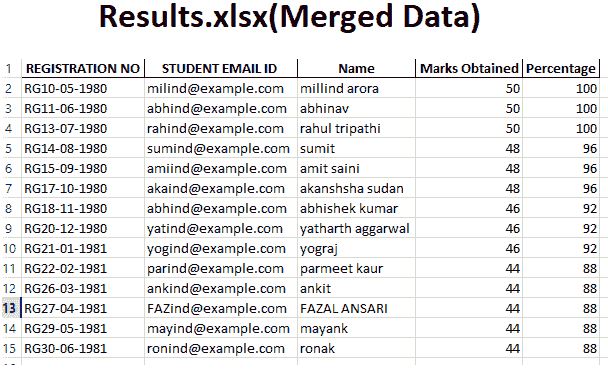 Results.xlsx(Merged Data)
1 REGISTRATION NO STUDENT EMAIL ID Name Marks Obtained Percentage
2 RG10-05-1980 milind@example.com millind arora 50 100
3 RG11-06-1980 abhind@example.com abhinav 50 100
4 RG13-07-1980 rahind@example.com rahul tripathi 50 100
5 RG14-08-1980 sumind@example.com sumit 48 96
6 RG15-09-1980 amiind@example.com amit saini 48 96
7 RG17-10-1980 akaind@example.com akanshsha sudan 48 96
8 RG18-11-1980 abhind@example.com abhishek kumar 46 92
9 RG20-12-1980 yatind@example.com yatharth aggarwal 46 92
10 RG21-01-1981 yogind@example.com yograj 46 92
11 RG22-02-1981 parind@example.com parmeet kaur 44 88
12 RG26-03-1981 ankind@example.com ankit 44 88
13 RG27-04-1981 FAZind@example.com FAZAL ANSARI 44 88
14 RG29-05-1981 mayind@example.com mayank 44 88
15 RG30-06-1981 ronind@example.com ronak 44 88